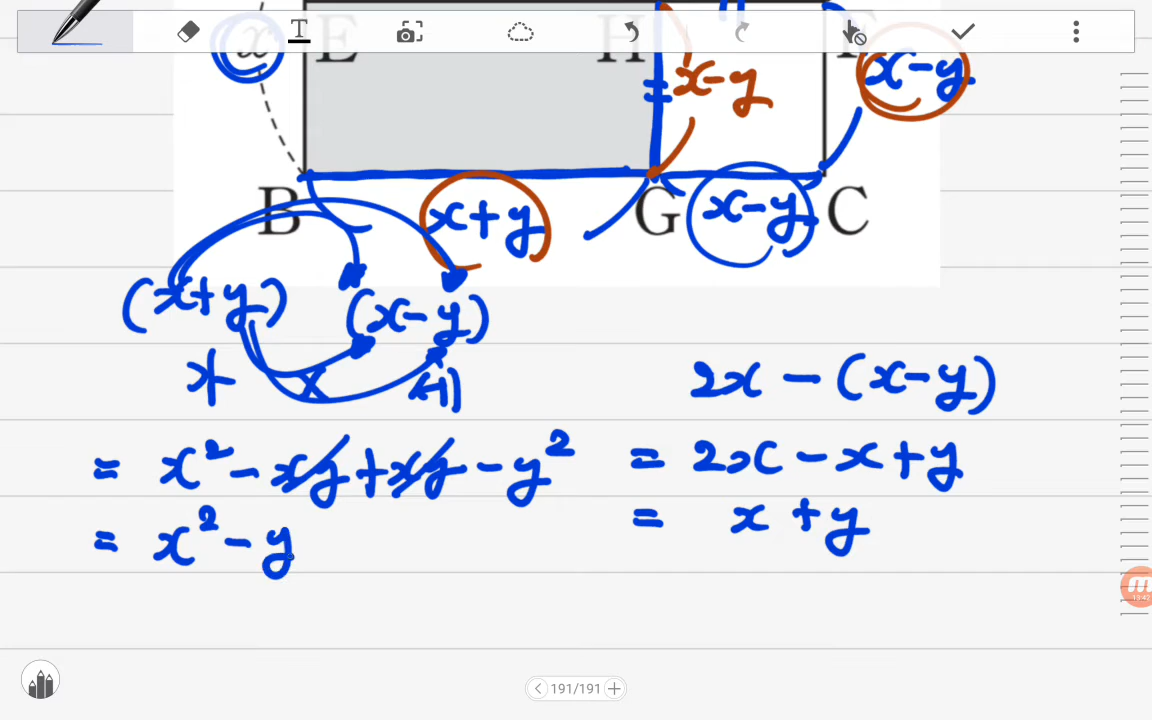 T
x E H x-y x-y
B x+y G x-y C
(x+y) (x-y)
2x - (x-y)
= x² - xy + xy - y² = 2x - x + y
= x² - y = x + y
191/191